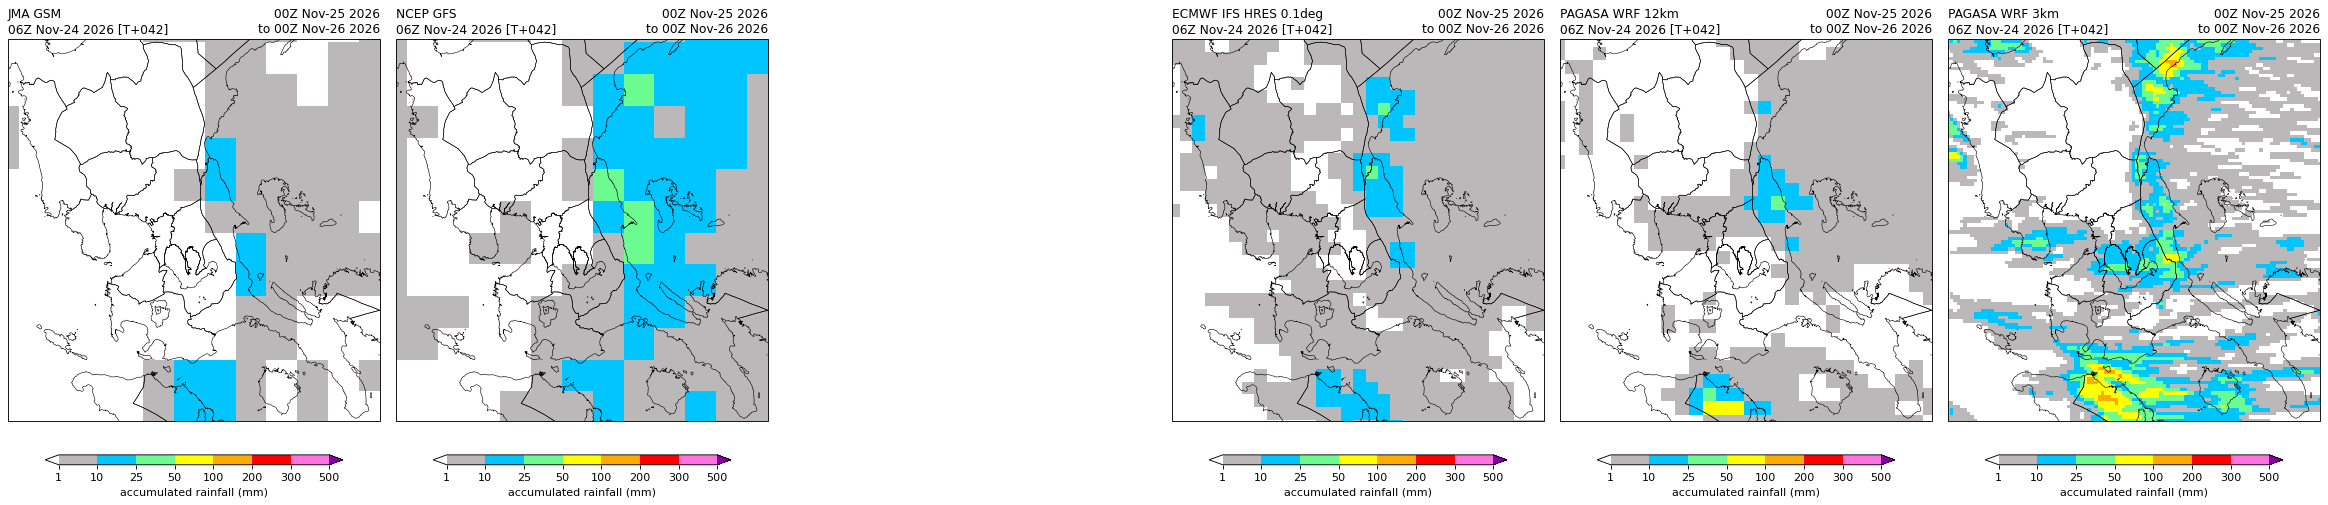 JMA GSM 00Z Nov-25 2026
06Z Nov-24 2026 [T+042] to 00Z Nov-26 2026
NCEP GFS 00Z Nov-25 2026
06Z Nov-24 2026 [T+042] to 00Z Nov-26 2026
ECMWF IFS HRES 0.1deg 00Z Nov-25 2026
06Z Nov-24 2026 [T+042] to 00Z Nov-26 2026
PAGASA WRF 12km 00Z Nov-25 2026
06Z Nov-24 2026 [T+042] to 00Z Nov-26 2026
PAGASA WRF 3km 00Z Nov-25 2026
06Z Nov-24 2026 [T+042] to 00Z Nov-26 2026
1 10 25 50 100 200 300 500
accumulated rainfall (mm)
1 10 25 50 100 200 300 500
accumulated rainfall (mm)
1 10 25 50 100 200 300 500
accumulated rainfall (mm)
1 10 25 50 100 200 300 500
accumulated rainfall (mm)
1 10 25 50 100 200 300 500
accumulated rainfall (mm)